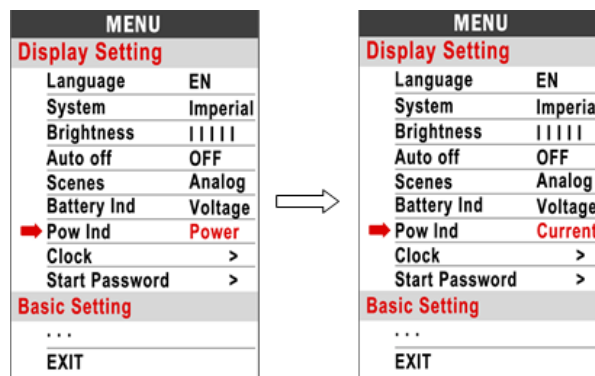 MENU
Display Setting
Language EN
System Imperial
Brightness | | | | |
Auto off OFF
Scenes Analog
Battery Ind Voltage
Pow Ind Power
Clock >
Start Password >
Basic Setting
...
EXIT
MENU
Display Setting
Language EN
System Imperia
Brightness | | | | |
Auto off OFF
Scenes Analog
Battery Ind Voltage
Pow Ind Current
Clock >
Start Password >
Basic Setting
...
EXIT